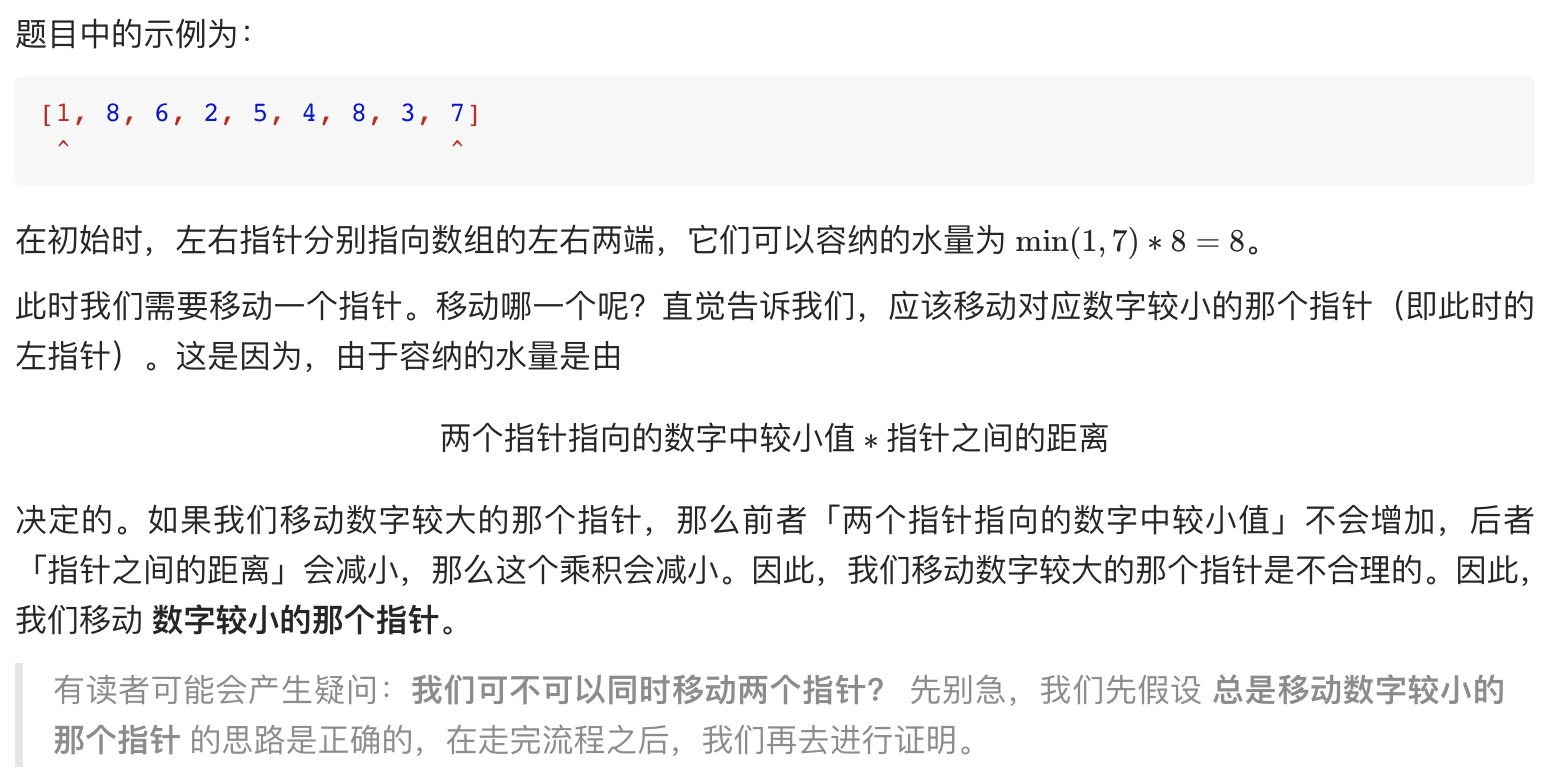 题目中的示例为：
[1, 8, 6, 2, 5, 4, 8, 3, 7]
^ ^
在初始时，左右指针分别指向数组的左右两端，它们可以容纳的水量为 min(1, 7) ∗ 8 = 8。
此时我们需要移动一个指针。移动哪一个呢？直觉告诉我们，应该移动对应数字较小的那个指针（即此时的
左指针）。这是因为，由于容纳的水量是由
两个指针指向的数字中较小值 ∗ 指针之间的距离
决定的。如果我们移动数字较大的那个指针，那么前者「两个指针指向的数字中较小值」不会增加，后者
「指针之间的距离」会减小，那么这个乘积会减小。因此，我们移动数字较大的那个指针是不合理的。因此，
我们移动 数字较小的那个指针。
有读者可能会产生疑问：我们可不可以同时移动两个指针？ 先别急，我们先假设 总是移动数字较小的
那个指针 的思路是正确的，在走完流程之后，我们再去进行证明。